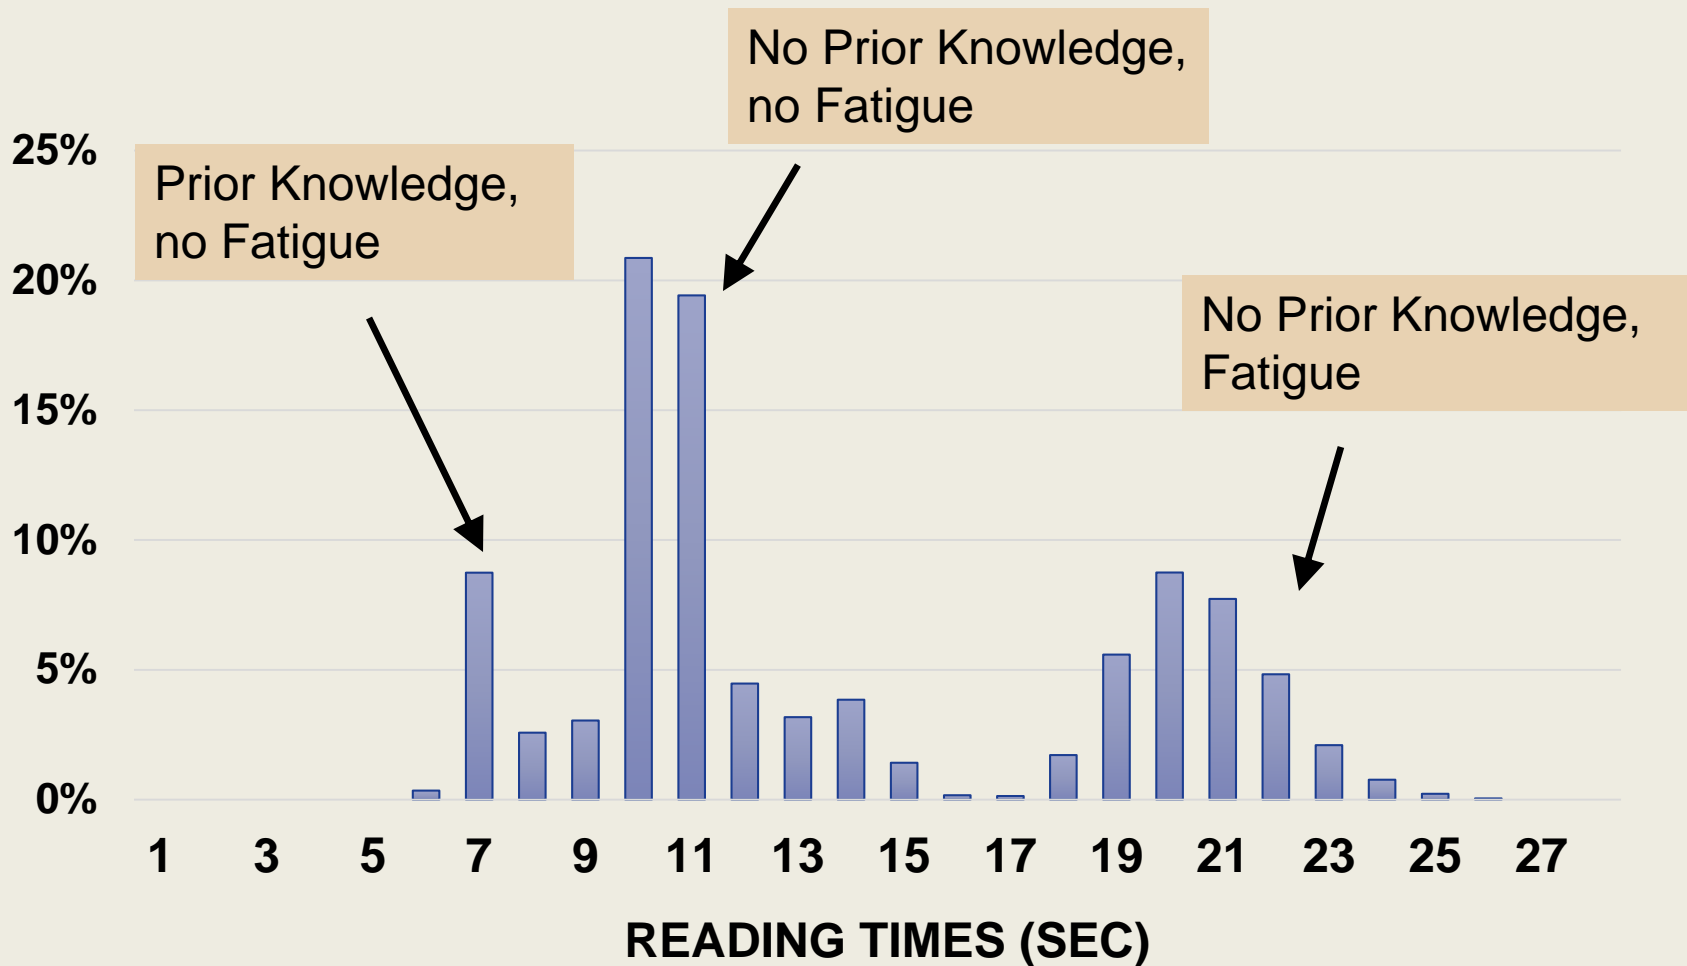 No Prior Knowledge,
no Fatigue
Prior Knowledge,
no Fatigue
No Prior Knowledge,
Fatigue
25%
20%
15%
10%
5%
0%
1 3 5 7 9 11 13 15 17 19 21 23 25 27
READING TIMES (SEC)